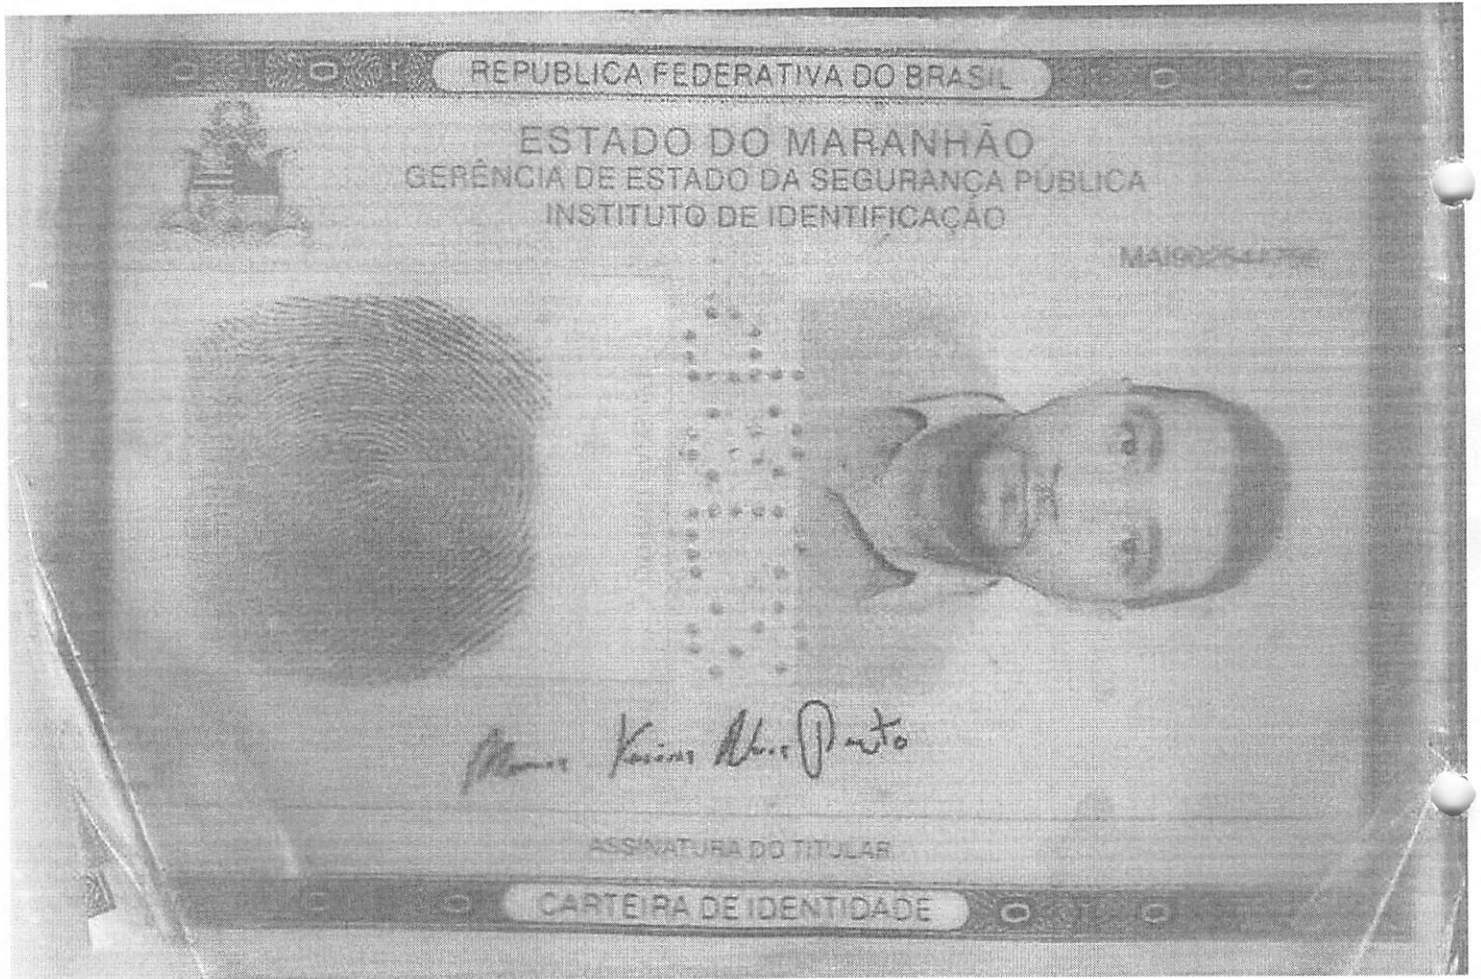 REPUBLICA FEDERATIVA DO BRASIL
ESTADO DO MARANHÃO
GERÊNCIA DE ESTADO DA SEGURANÇA PÚBLICA
INSTITUTO DE IDENTIFICAÇÃO
ASSINATURA DO TITULAR
CARTEIRA DE IDENTIDADE